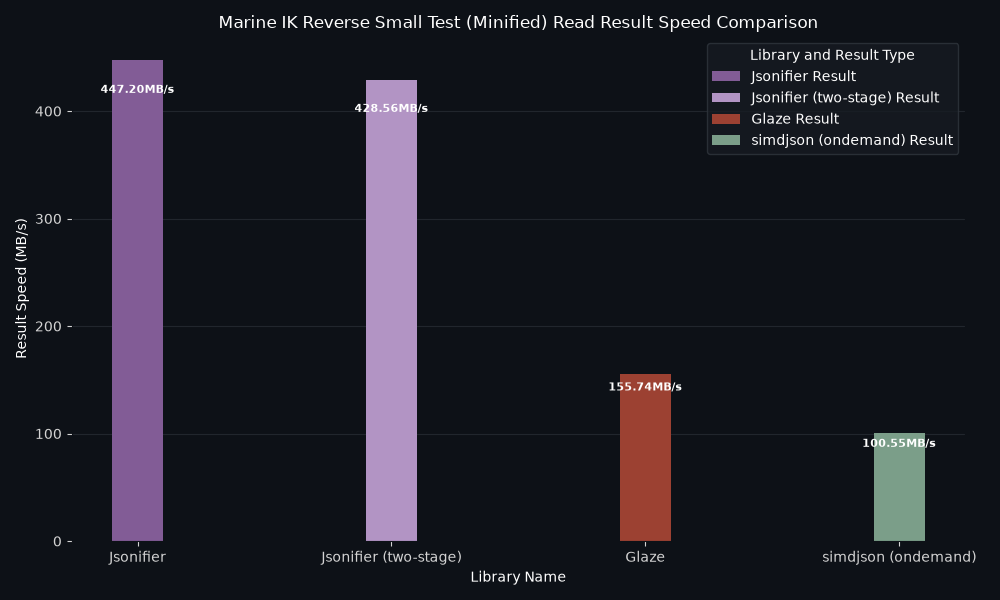 Marine IK Reverse Small Test (Minified) Read Result Speed Comparison
Library and Result Type
Jsonifier Result
Jsonifier (two-stage) Result
Glaze Result
simdjson (ondemand) Result
447.20MB/s
428.56MB/s
155.74MB/s
100.55MB/s
Result Speed (MB/s)
400
300
200
100
0
Jsonifier
Jsonifier (two-stage)
Glaze
simdjson (ondemand)
Library Name